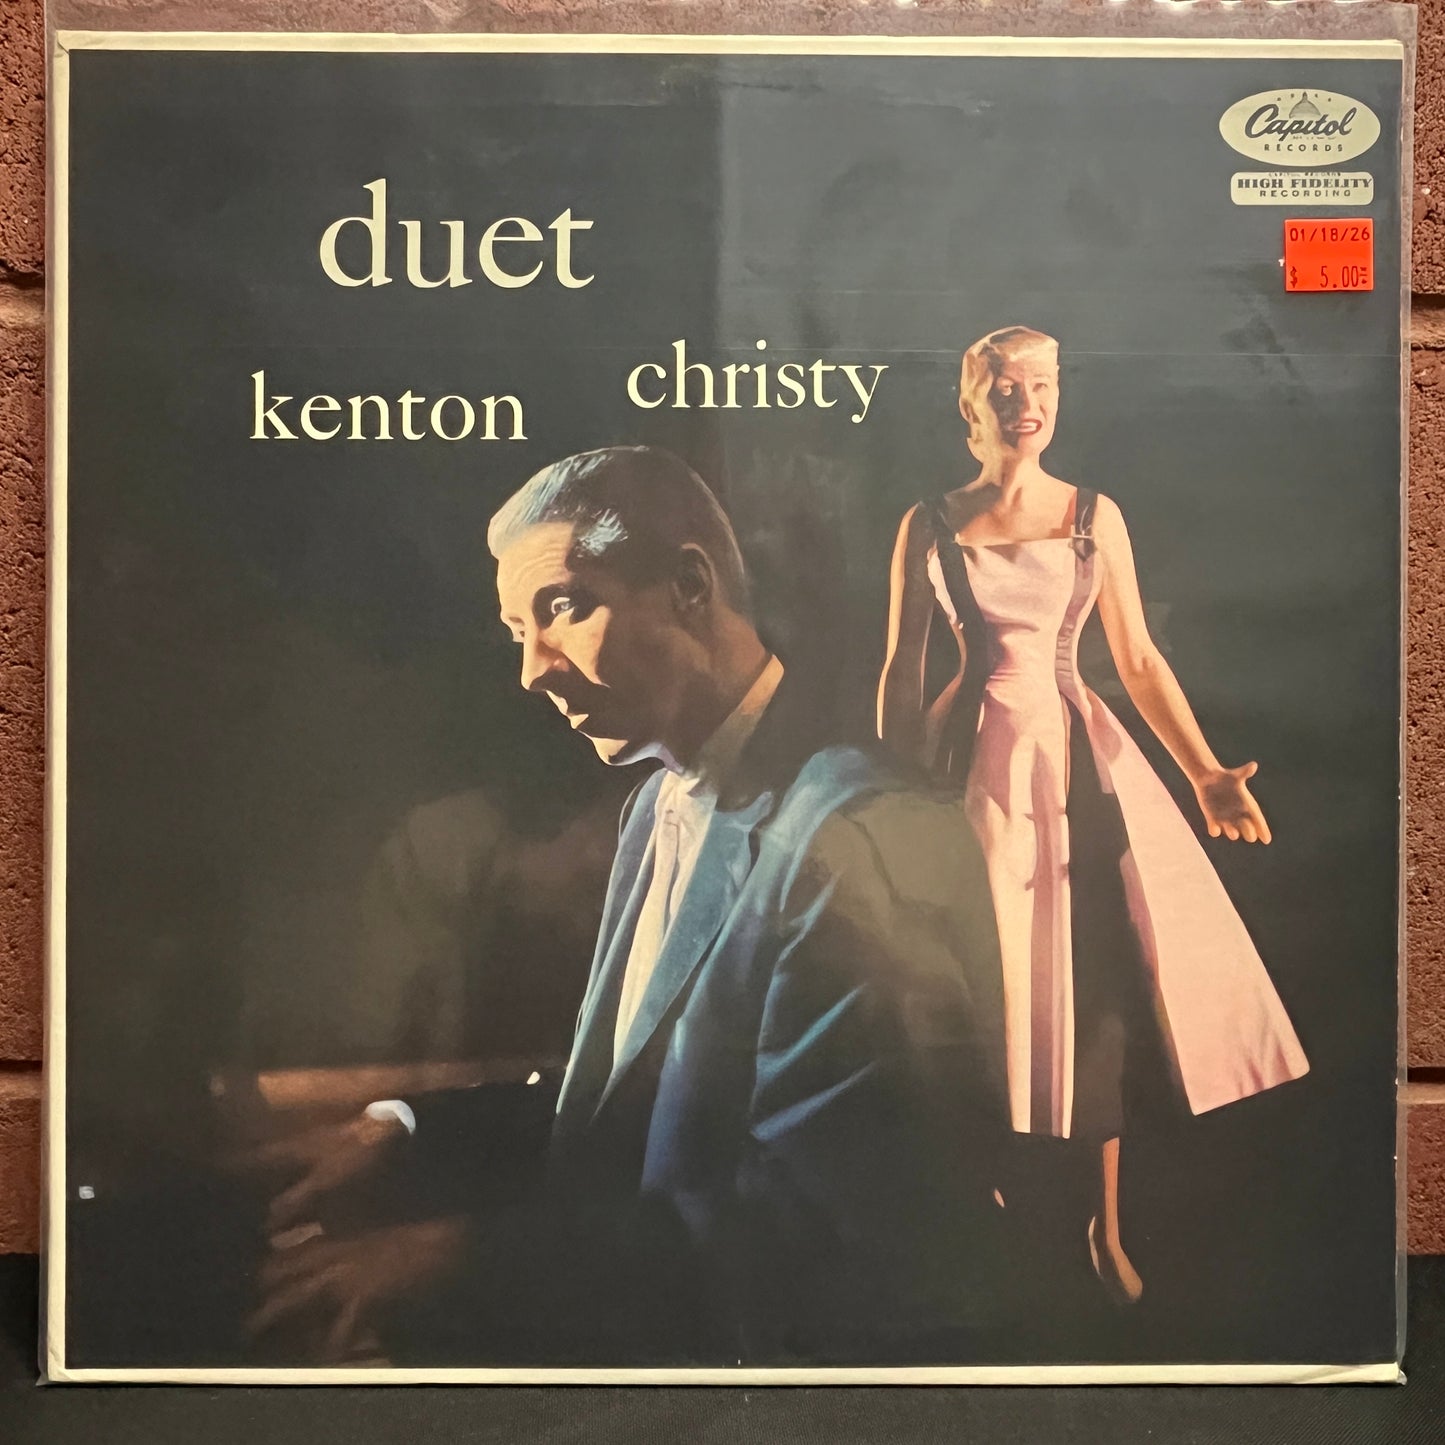 Capitol
RECORDS
HIGH FIDELITY
RECORDING
01/18/26
$ 5.00
duet
christy
kenton